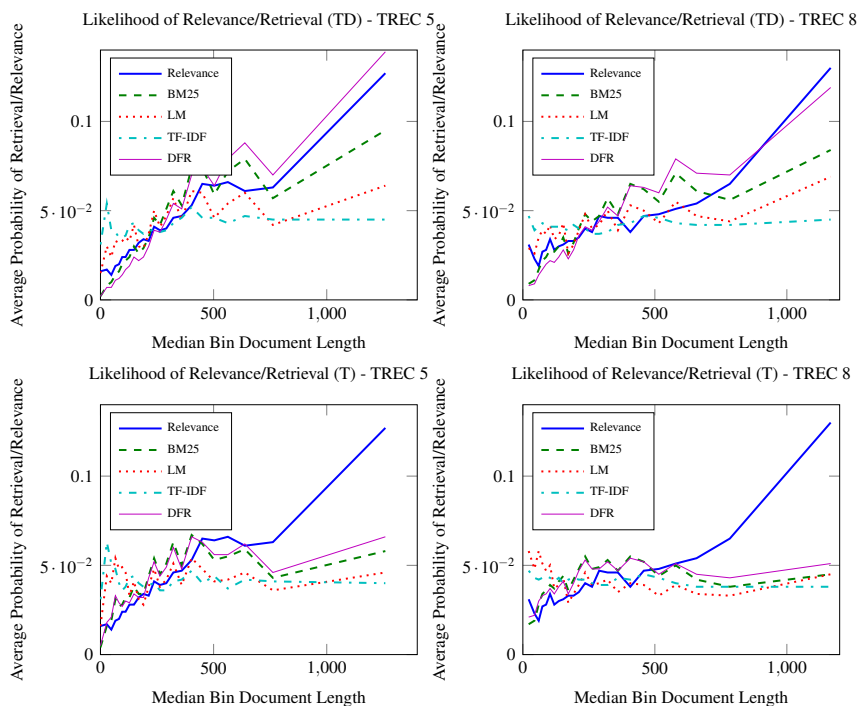 Likelihood of Relevance/Retrieval (TD) - TREC 5
Average Probability of Retrieval/Relevance
0.1
5·10⁻²
0
Relevance
BM25
LM
TF-IDF
DFR
0 500 1,000
Median Bin Document Length
Likelihood of Relevance/Retrieval (TD) - TREC 8
Average Probability of Retrieval/Relevance
0.1
5·10⁻²
0
Relevance
BM25
LM
TF-IDF
DFR
0 500 1,000
Median Bin Document Length
Likelihood of Relevance/Retrieval (T) - TREC 5
Average Probability of Retrieval/Relevance
0.1
5·10⁻²
0
Relevance
BM25
LM
TF-IDF
DFR
0 500 1,000
Median Bin Document Length
Likelihood of Relevance/Retrieval (T) - TREC 8
Average Probability of Retrieval/Relevance
0.1
5·10⁻²
0
Relevance
BM25
LM
TF-IDF
DFR
0 500 1,000
Median Bin Document Length